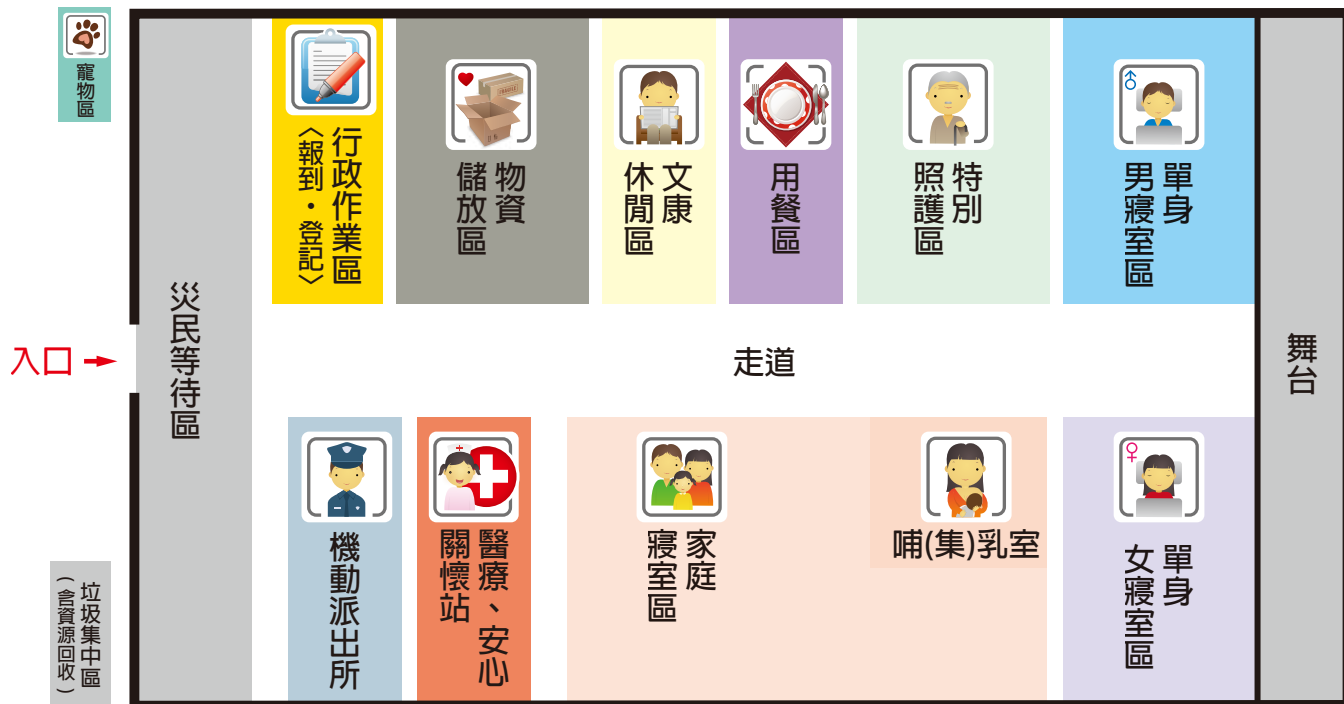 寵物區
行政作業區
〈報到・登記〉
物資
儲放區
文康
休閒區
用餐區
特別
照護區
單身
男寢室區
災民等待區
入口
走道
舞台
機動派出所
醫療、安心
關懷站
家庭
寢室區
哺(集)乳室
單身
女寢室區
垃圾集中區
(含資源回收)